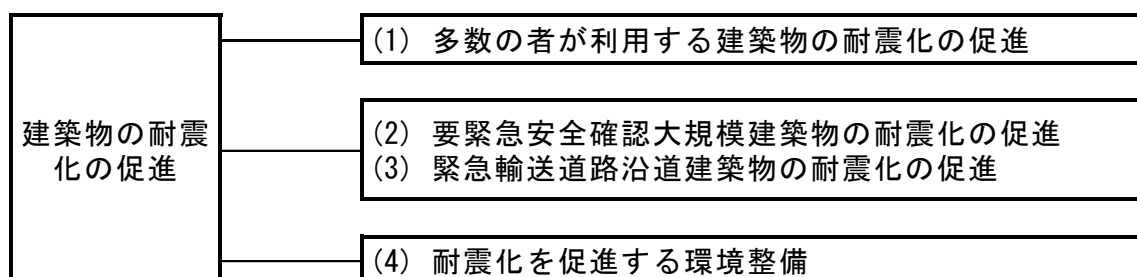 建築物の耐震
化の促進
(1) 多数の者が利用する建築物の耐震化の促進
(2) 要緊急安全確認大規模建築物の耐震化の促進
(3) 緊急輸送道路沿道建築物の耐震化の促進
(4) 耐震化を促進する環境整備